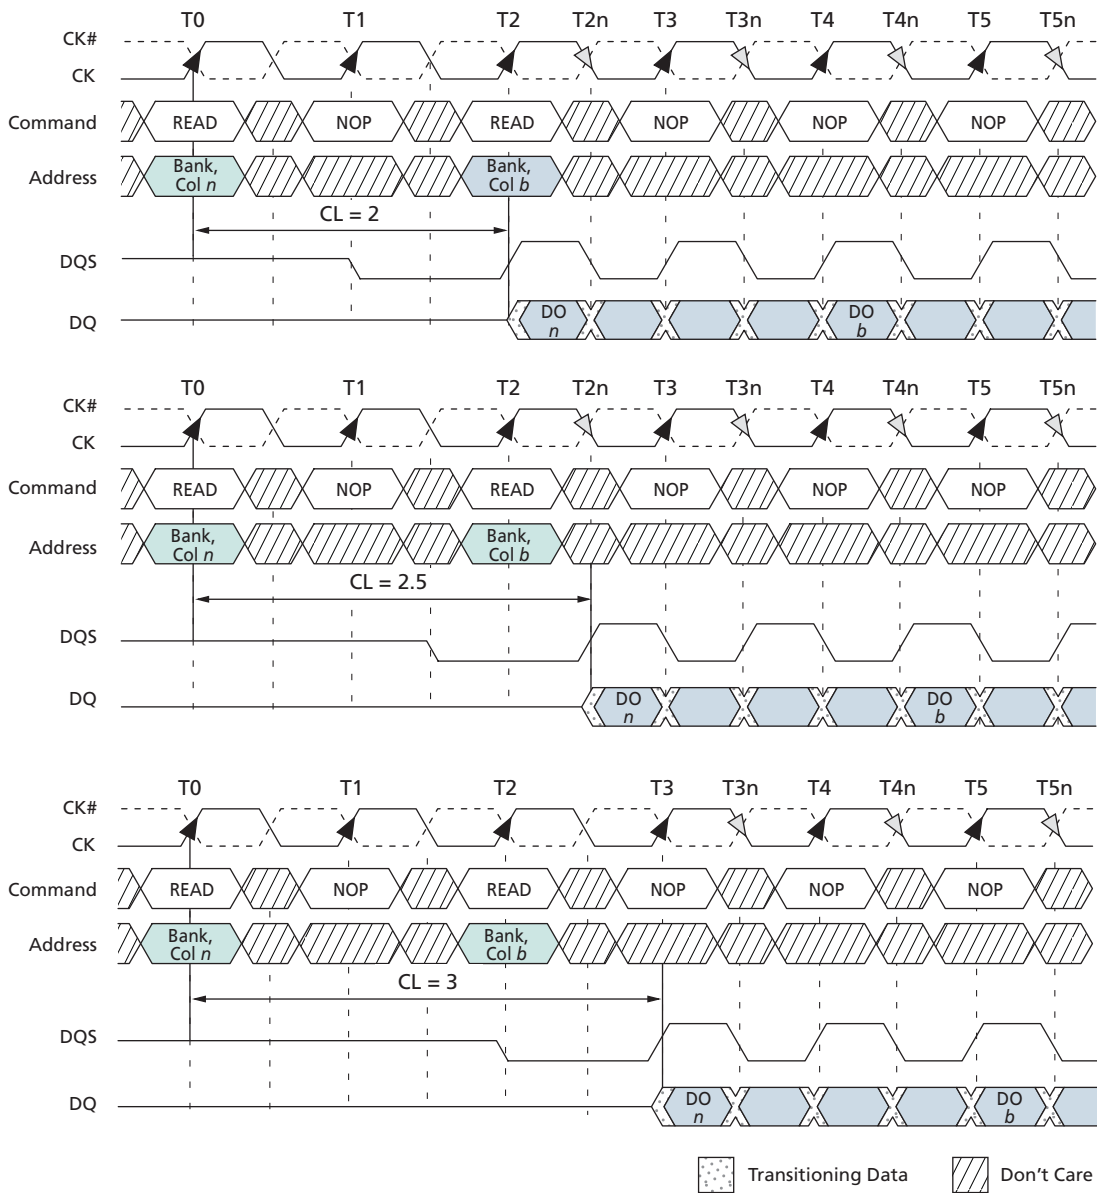 T0 T1 T2 T2n T3 T3n T4 T4n T5 T5n
CK#
CK
Command READ NOP READ NOP NOP NOP
Address Bank, Col n Bank, Col b
CL = 2
DQS
DQ DO n DO b
T0 T1 T2 T2n T3 T3n T4 T4n T5 T5n
CK#
CK
Command READ NOP READ NOP NOP NOP
Address Bank, Col n Bank, Col b
CL = 2.5
DQS
DQ DO n DO b
T0 T1 T2 T3 T3n T4 T4n T5 T5n
CK#
CK
Command READ NOP READ NOP NOP NOP
Address Bank, Col n Bank, Col b
CL = 3
DQS
DQ DO n DO b
Transitioning Data Don't Care